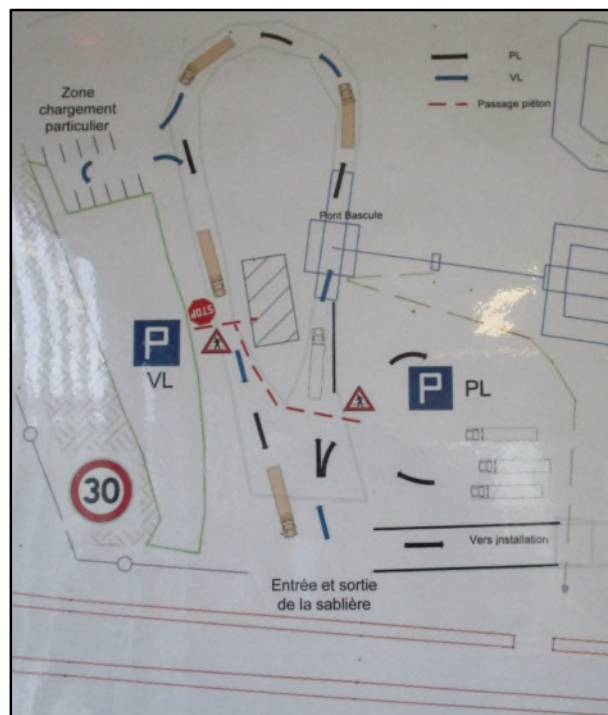 PL
VL
Passage piéton
Zone
chargement
particulier
Pont Bascule
STOP
P
VL
P PL
30
Vers installation
Entrée et sortie
de la sablière